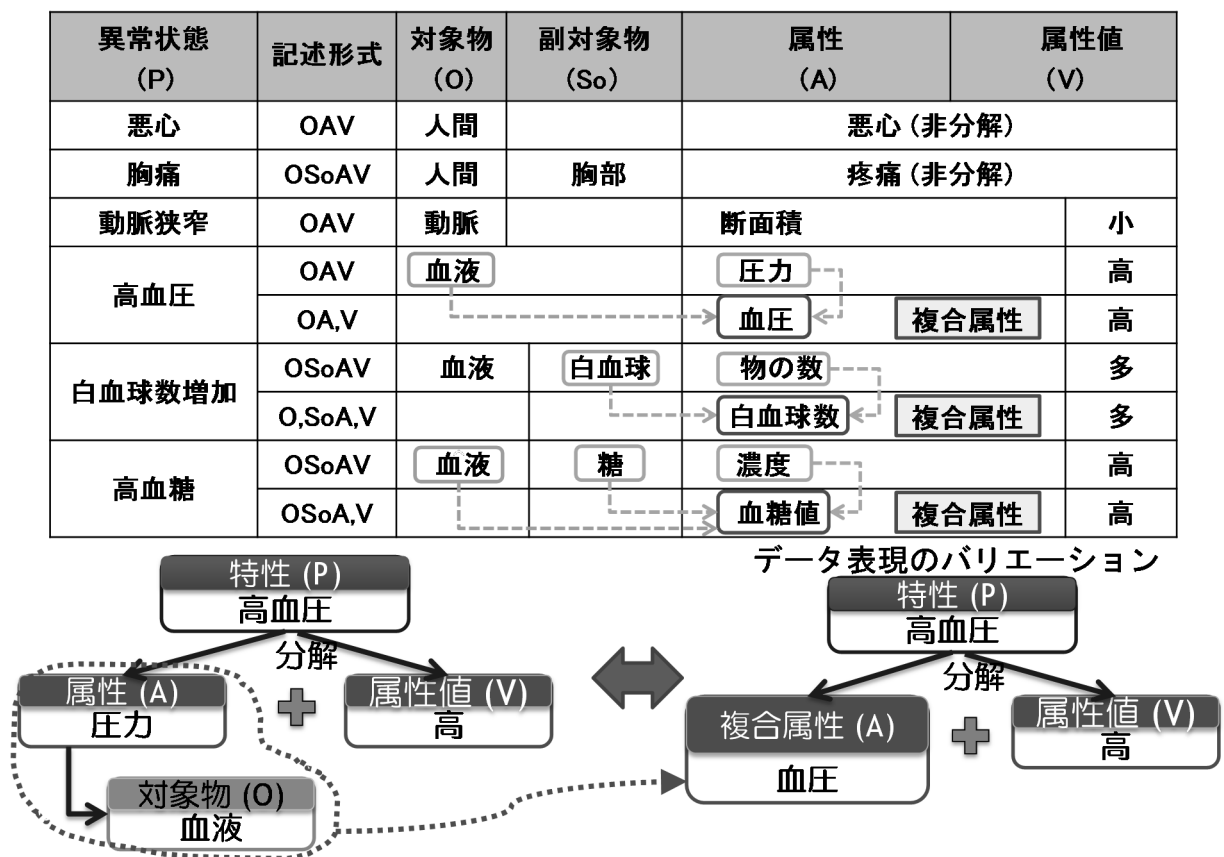 異常状態 (P) 記述形式 対象物 (O) 副対象物 (So) 属性 (A) 属性値 (V)
悪心 OAV 人間 悪心 (非分解)
胸痛 OSoAV 人間 胸部 疼痛 (非分解)
動脈狭窄 OAV 動脈 断面積 小
高血圧 OAV 血液 圧力 高
OA,V 血圧 複合属性 高
白血球数増加 OSoAV 血液 白血球 物の数 多
O,SoA,V 白血球数 複合属性 多
高血糖 OSoAV 血液 糖 濃度 高
OSoA,V 血糖値 複合属性 高
データ表現のバリエーション
特性 (P)
高血圧
分解
属性 (A)
圧力
属性値 (V)
高
対象物 (O)
血液
特性 (P)
高血圧
分解
複合属性 (A)
血圧
属性値 (V)
高